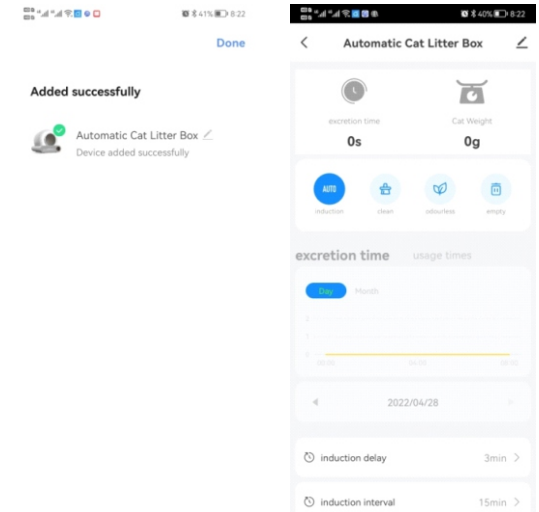 41% 8:22
Done
Added successfully
Automatic Cat Litter Box
Device added successfully
40% 8:22
Automatic Cat Litter Box
excretion time
Cat Weight
0s
0g
AUTO
induction
clean
odourless
empty
excretion time
usage times
Day
Month
2022/04/28
induction delay
3min
induction interval
15min